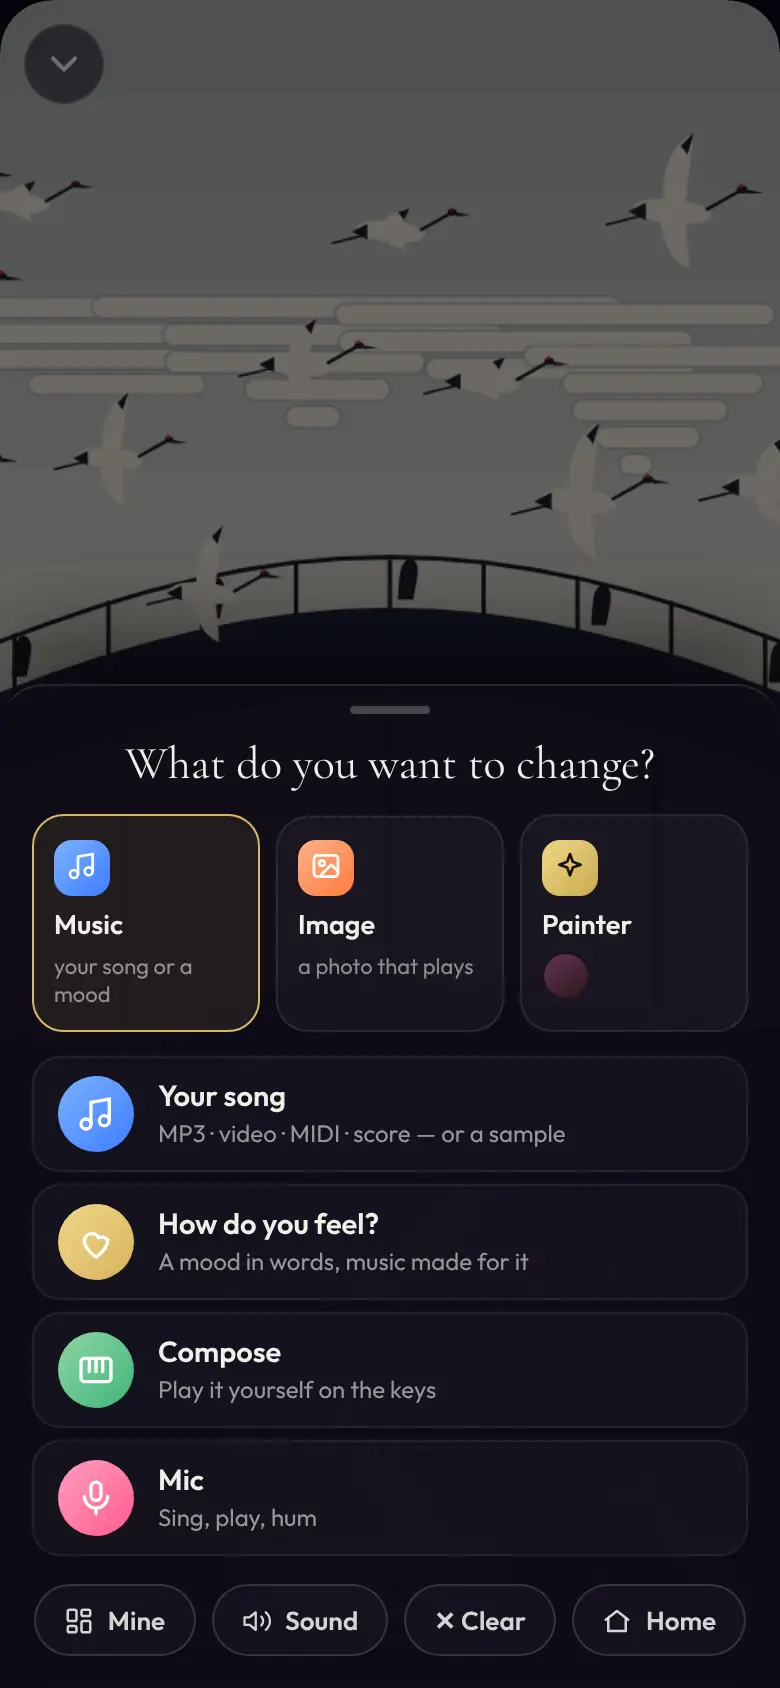 What do you want to change?
Music
your song or a
mood
Image
a photo that plays
Painter
Your song
MP3 · video · MIDI · score — or a sample
How do you feel?
A mood in words, music made for it
Compose
Play it yourself on the keys
Mic
Sing, play, hum
Mine
Sound
✕ Clear
Home